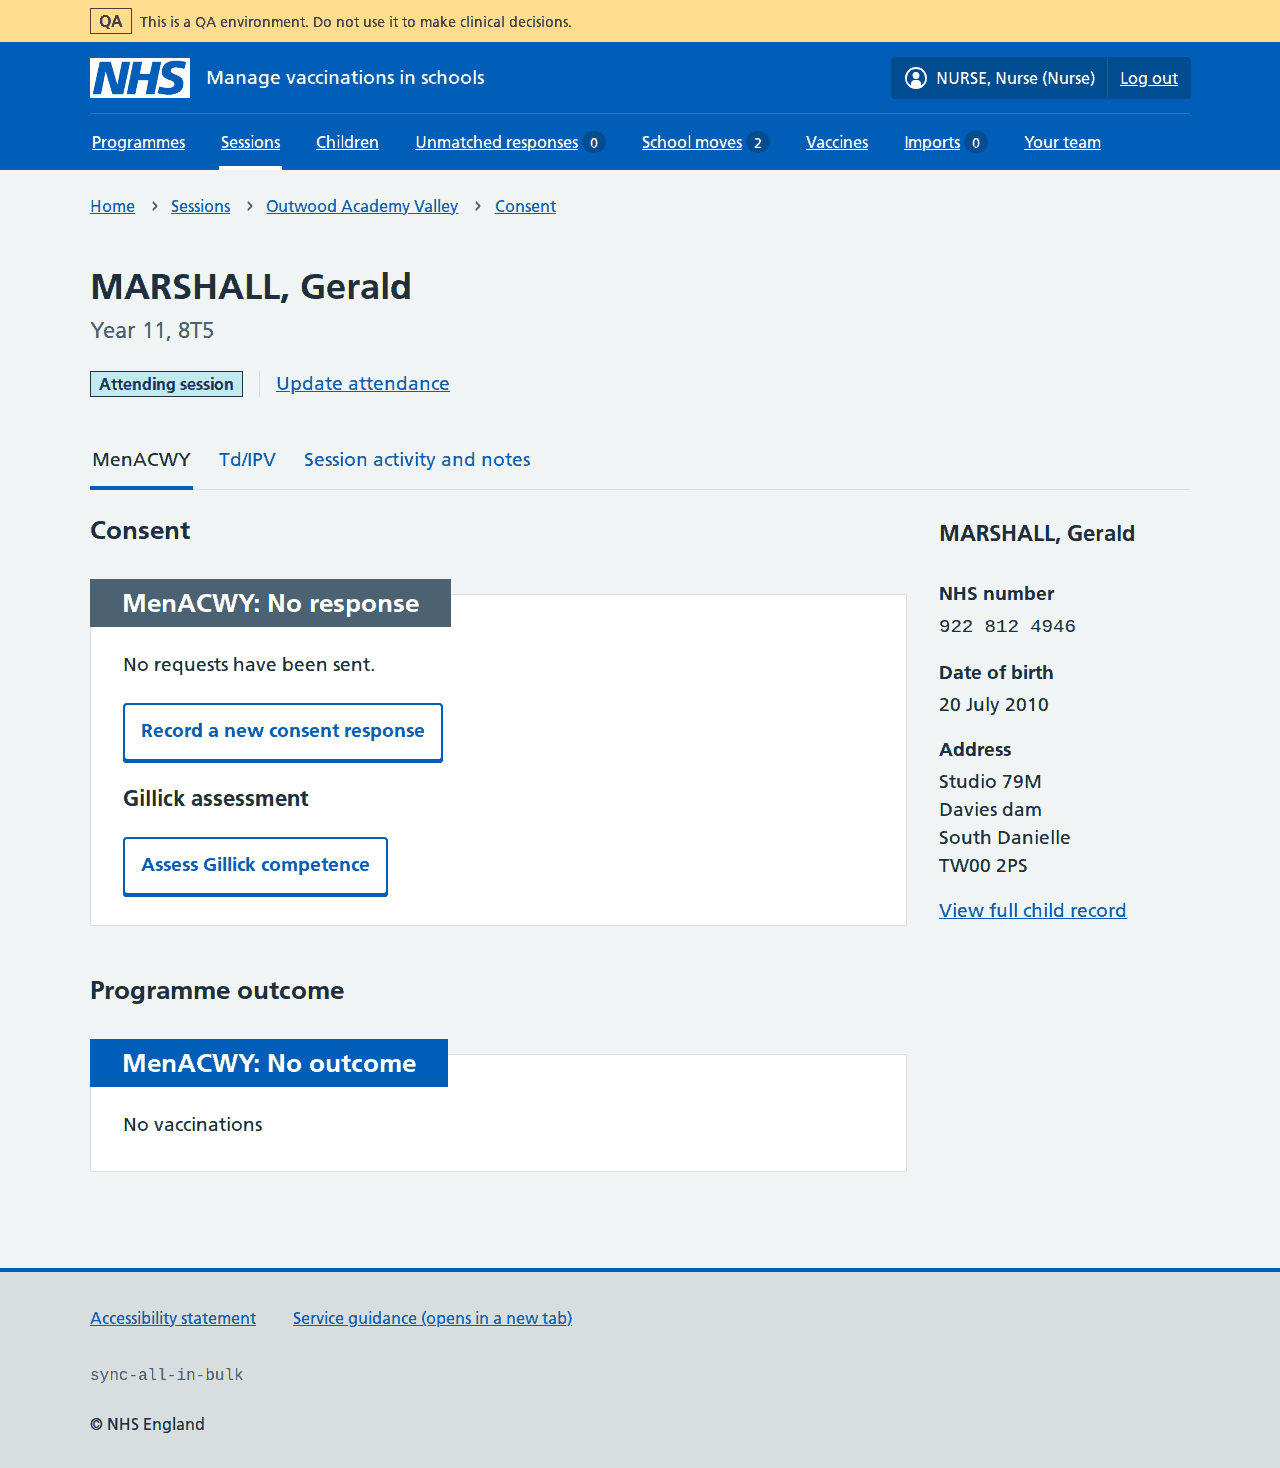 QA This is a QA environment. Do not use it to make clinical decisions.
NHS Manage vaccinations in schools NURSE, Nurse (Nurse) Log out
Programmes Sessions Children Unmatched responses 0 School moves 2 Vaccines Imports 0 Your team
Home › Sessions › Outwood Academy Valley › Consent
MARSHALL, Gerald
Year 11, 8T5
Attending session Update attendance
MenACWY Td/IPV Session activity and notes
Consent
MenACWY: No response
No requests have been sent.
Record a new consent response
Gillick assessment
Assess Gillick competence
MARSHALL, Gerald
NHS number
922 812 4946
Date of birth
20 July 2010
Address
Studio 79M
Davies dam
South Danielle
TW00 2PS
View full child record
Programme outcome
MenACWY: No outcome
No vaccinations
Accessibility statement Service guidance (opens in a new tab)
sync-all-in-bulk
© NHS England